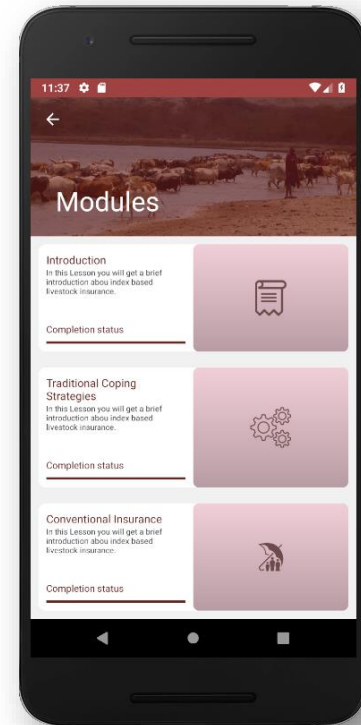 11:37
Modules
Introduction
In this Lesson you will get a brief
introduction abou index based
livestock insurance.
Completion status
Traditional Coping
Strategies
In this Lesson you will get a brief
introduction abou index based
livestock insurance.
Completion status
Conventional Insurance
In this Lesson you will get a brief
introduction abou index based
livestock insurance.
Completion status